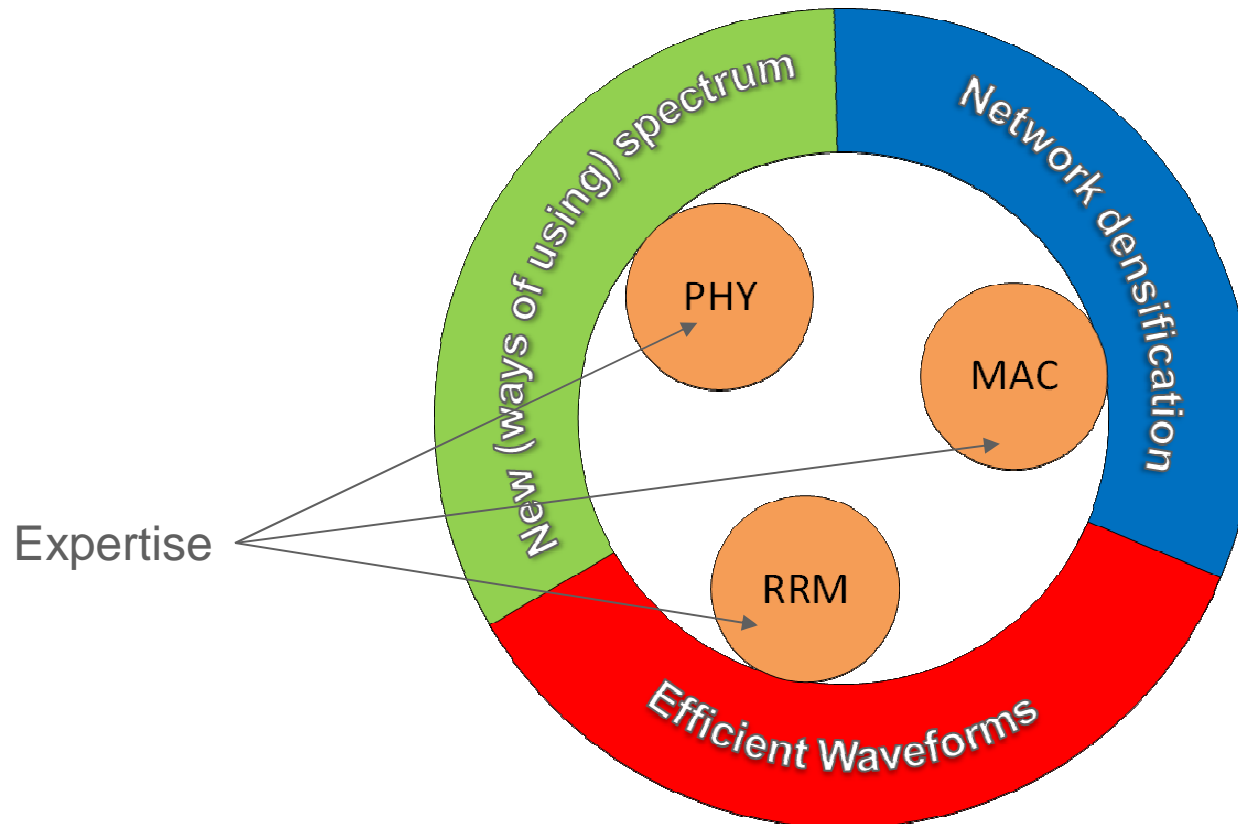 New (ways of using) spectrum
Network densification
PHY
MAC
Expertise
RRM
Efficient Waveforms